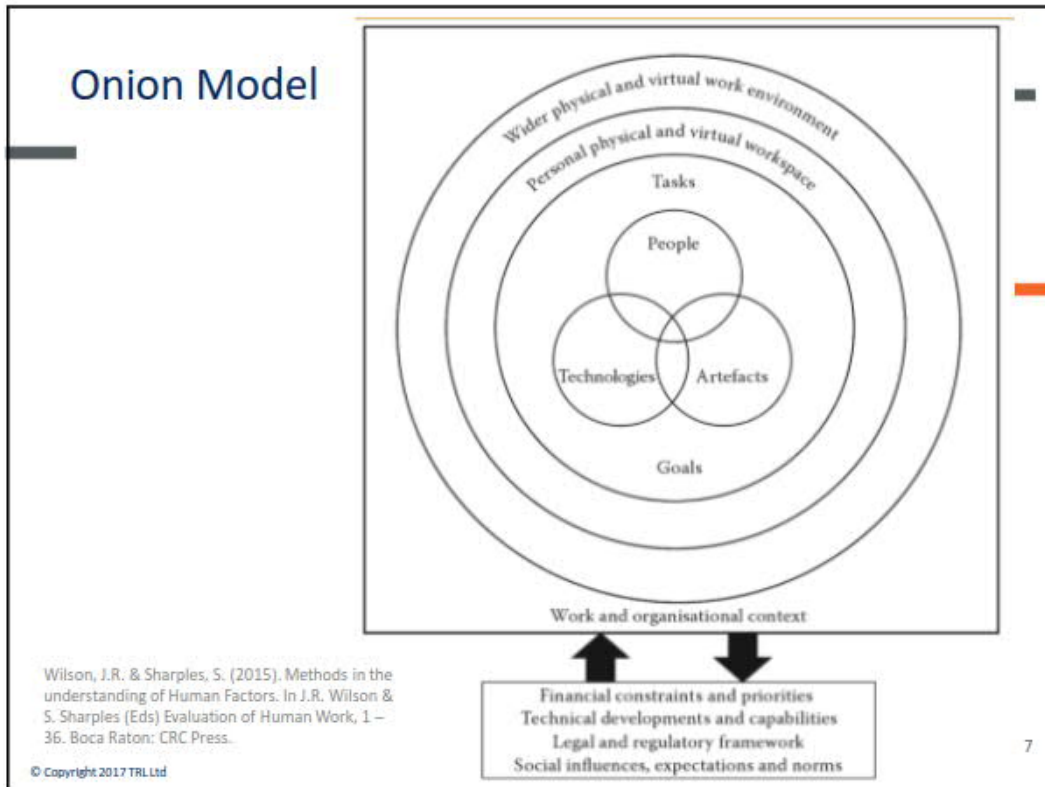 Onion Model
Wider physical and virtual work environment
Personal physical and virtual workspace
Tasks
People
Technologies
Artefacts
Goals
Work and organisational context
Financial constraints and priorities
Technical developments and capabilities
Legal and regulatory framework
Social influences, expectations and norms
Wilson, J.R. & Sharples, S. (2015). Methods in the
understanding of Human Factors. In J.R. Wilson &
S. Sharples (Eds) Evaluation of Human Work, 1 –
36. Boca Raton: CRC Press.
© Copyright 2017 TRL Ltd
7